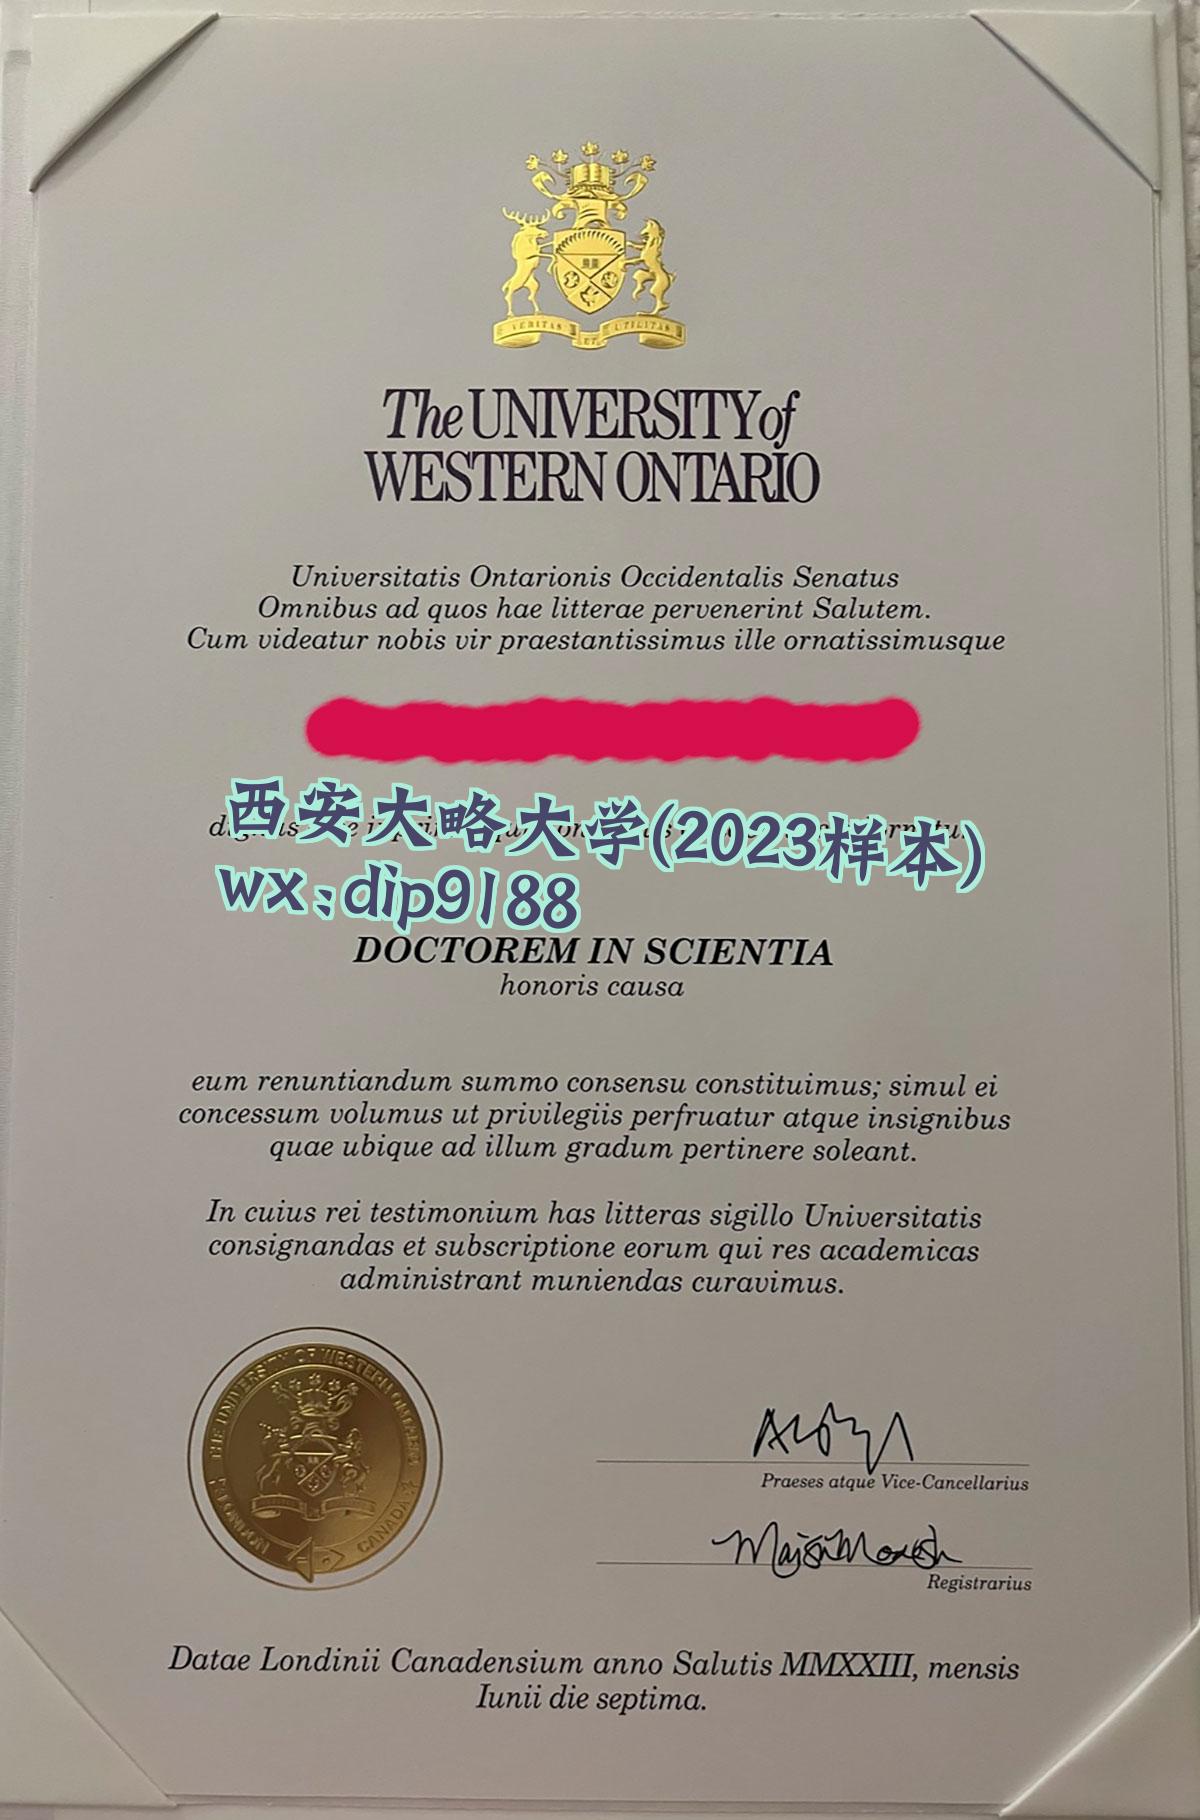 VERITAS ET UTILITAS
The UNIVERSITY of
WESTERN ONTARIO
Universitatis Ontarionis Occidentalis Senatus
Omnibus ad quos hae litterae pervenerint Salutem.
Cum videatur nobis vir praestantissimus ille ornatissimusque
西安大略大学(2023样本)
wx:dip9188
DOCTOREM IN SCIENTIA
honoris causa
eum renuntiandum summo consensu constituimus; simul ei
concessum volumus ut privilegiis perfruatur atque insignibus
quae ubique ad illum gradum pertinere soleant.
In cuius rei testimonium has litteras sigillo Universitatis
consignandas et subscriptione eorum qui res academicas
administrant muniendas curavimus.
THE UNIVERSITY OF WESTERN ONTARIO
LONDON CANADA
Praeses atque Vice-Cancellarius
Registrarius
Datae Londinii Canadensium anno Salutis MMXXIII, mensis
Iunii die septima.